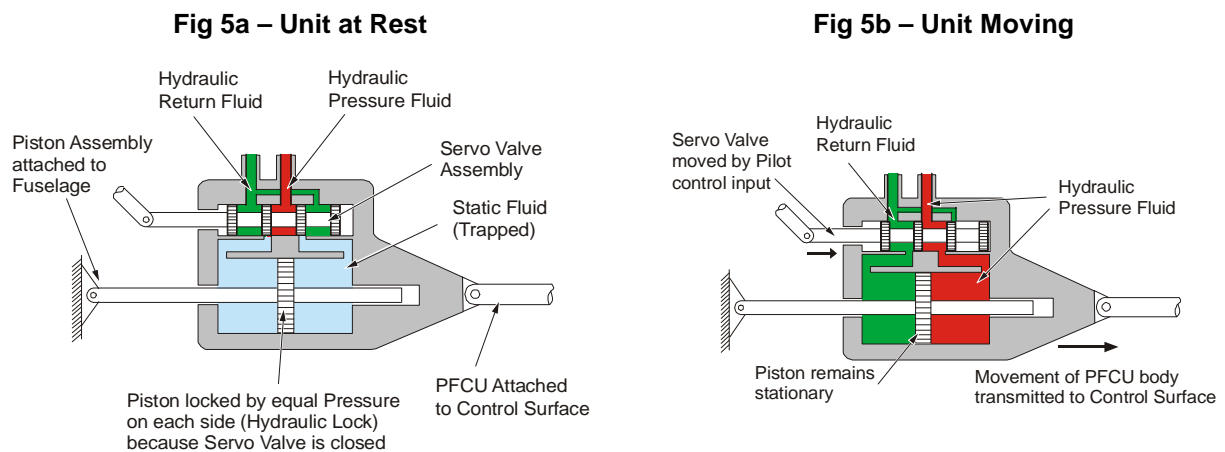 Fig 5a – Unit at Rest
Hydraulic
Return Fluid
Hydraulic
Pressure Fluid
Piston Assembly
attached to
Fuselage
Servo Valve
Assembly
Static Fluid
(Trapped)
Piston locked by equal Pressure
on each side (Hydraulic Lock)
because Servo Valve is closed
PFCU Attached
to Control Surface
Fig 5b – Unit Moving
Servo Valve
moved by Pilot
control input
Hydraulic
Return Fluid
Hydraulic
Pressure Fluid
Piston remains
stationary
Movement of PFCU body
transmitted to Control Surface